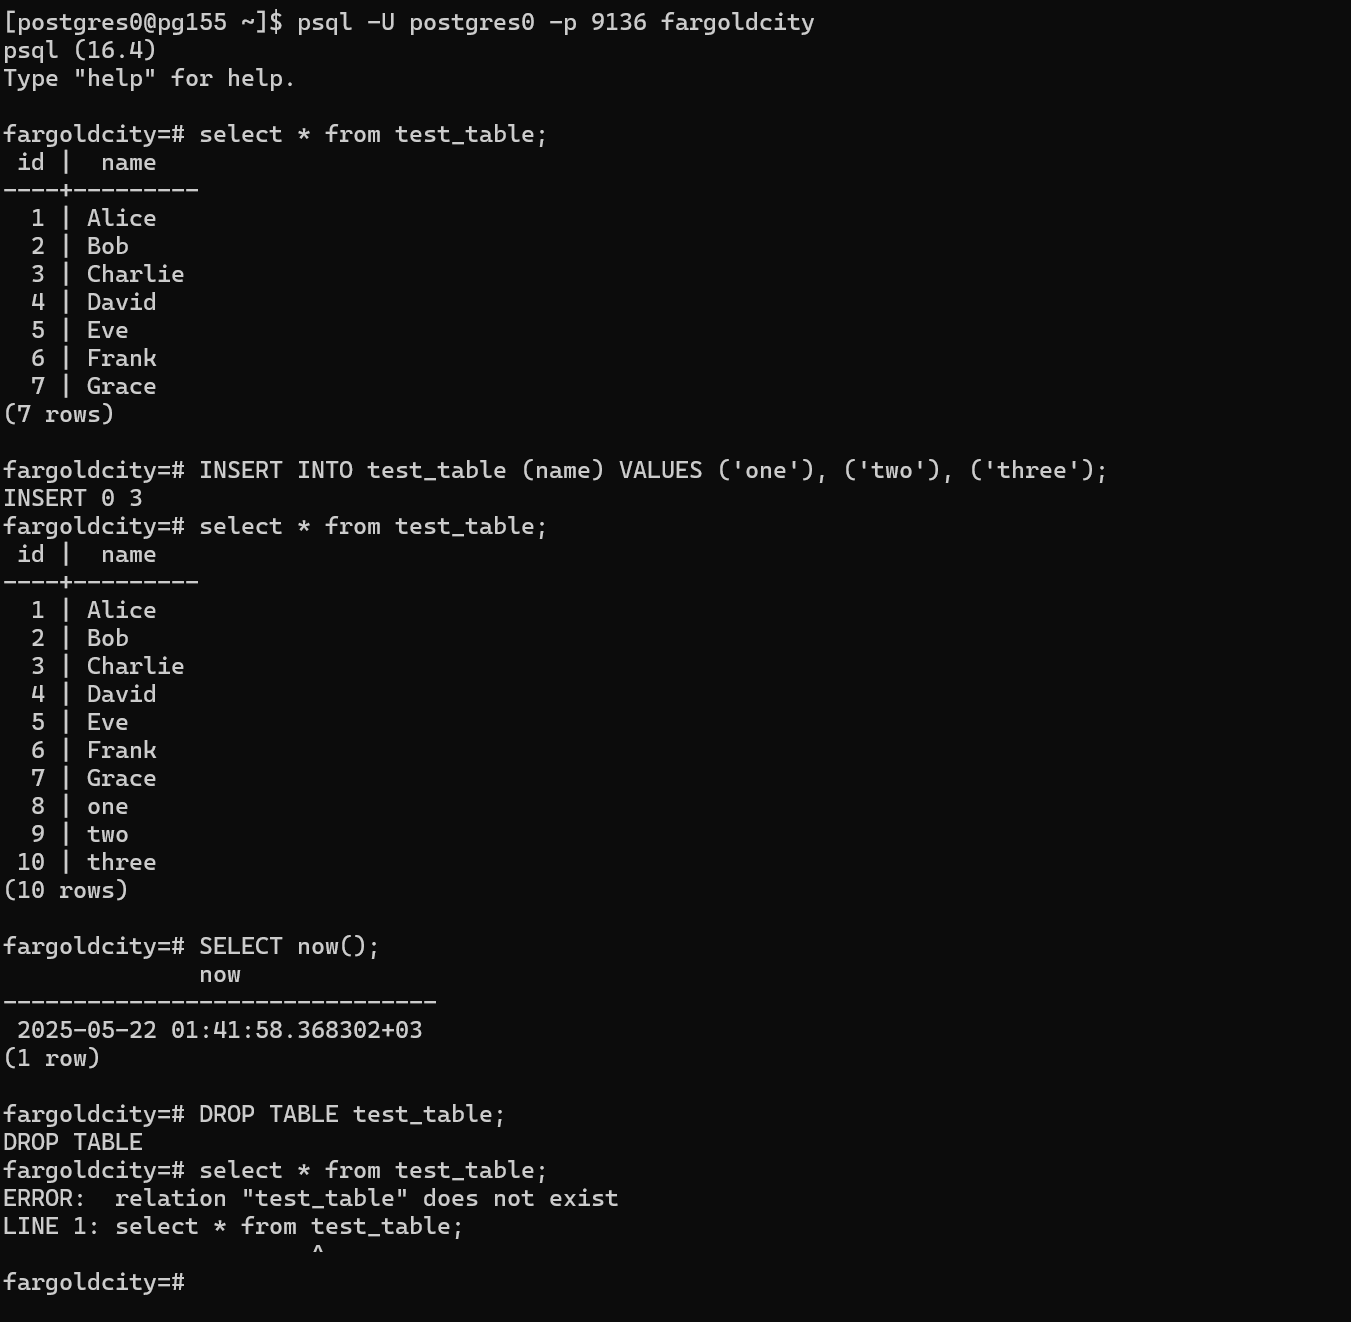 [postgres0@pg155 ~]$ psql -U postgres0 -p 9136 fargoldcity
psql (16.4)
Type "help" for help.

fargoldcity=# select * from test_table;
 id |  name
----+---------
  1 | Alice
  2 | Bob
  3 | Charlie
  4 | David
  5 | Eve
  6 | Frank
  7 | Grace
(7 rows)

fargoldcity=# INSERT INTO test_table (name) VALUES ('one'), ('two'), ('three');
INSERT 0 3
fargoldcity=# select * from test_table;
 id |  name
----+---------
  1 | Alice
  2 | Bob
  3 | Charlie
  4 | David
  5 | Eve
  6 | Frank
  7 | Grace
  8 | one
  9 | two
 10 | three
(10 rows)

fargoldcity=# SELECT now();
              now
-------------------------------
 2025-05-22 01:41:58.368302+03
(1 row)

fargoldcity=# DROP TABLE test_table;
DROP TABLE
fargoldcity=# select * from test_table;
ERROR:  relation "test_table" does not exist
LINE 1: select * from test_table;
                      ^
fargoldcity=#